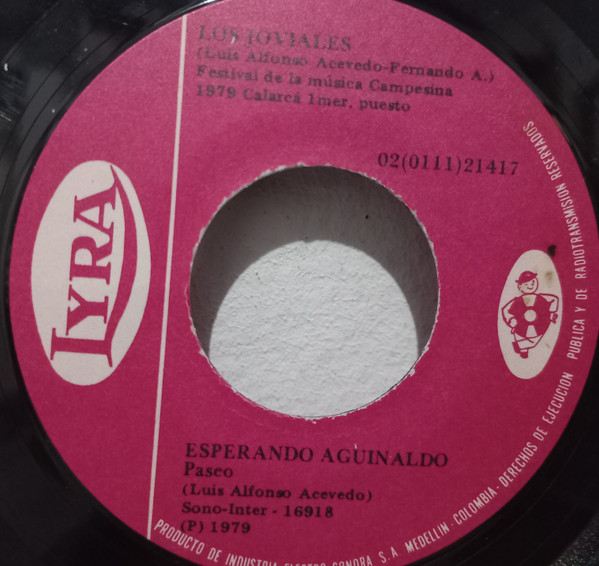 LOS JOVIALES
(Luis Alfonso Acevedo-Fernando A.)
Festival de la música Campesina
1979 Calarcá 1mer. puesto
02(0111)21417
LYRA
ESPERANDO AGUINALDO
Paseo
(Luis Alfonso Acevedo)
Sono-Inter - 16918
(P) 1979
PRODUCTO DE INDUSTRIA ELECTRO-SONORA S.A. MEDELLIN - COLOMBIA - DERECHOS DE EJECUCION PUBLICA Y DE RADIOTRANSMISION RESERVADOS